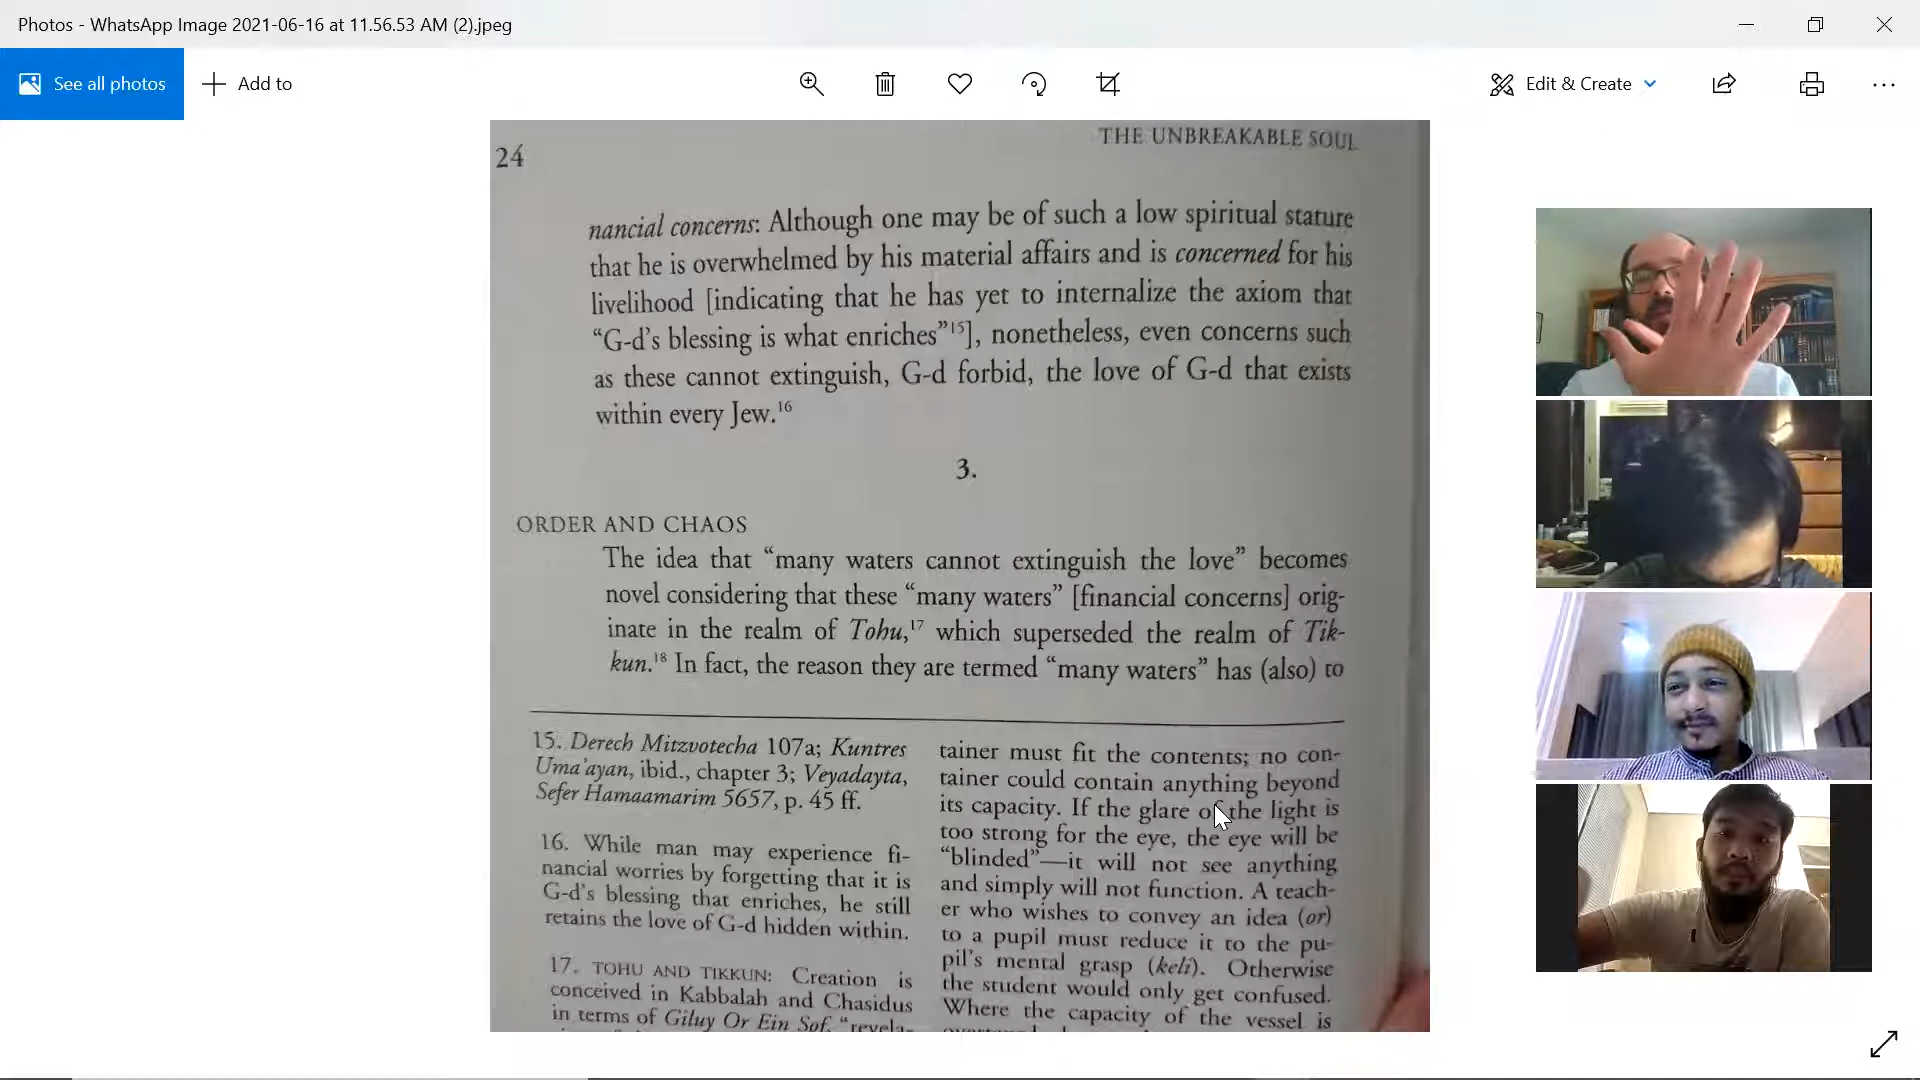 Photos - WhatsApp Image 2021-06-16 at 11.56.53 AM (2).jpeg
See all photos
Add to
Edit & Create
24
THE UNBREAKABLE SOUL
nancial concerns: Although one may be of such a low spiritual stature
that he is overwhelmed by his material affairs and is concerned for his
livelihood [indicating that he has yet to internalize the axiom that
“G-d’s blessing is what enriches”15], nonetheless, even concerns such
as these cannot extinguish, G-d forbid, the love of G-d that exists
within every Jew.16
3.
ORDER AND CHAOS
The idea that “many waters cannot extinguish the love” becomes
novel considering that these “many waters” [financial concerns] orig-
inate in the realm of Tohu,17 which superseded the realm of Tik-
kun.18 In fact, the reason they are termed “many waters” has (also) to
15. Derech Mitzvotecha 107a; Kuntres
Uma’ayan, ibid., chapter 3; Veyadayta,
Sefer Hamaamarim 5657, p. 45 ff.
16. While man may experience fi-
nancial worries by forgetting that it is
G-d’s blessing that enriches, he still
retains the love of G-d hidden within.
17. TOHU AND TIKKUN: Creation is
conceived in Kabbalah and Chasidus
in terms of Giluy Or Ein Sof, “revela-
tainer must fit the contents; no con-
tainer could contain anything beyond
its capacity. If the glare of the light is
too strong for the eye, the eye will be
“blinded”—it will not see anything
and simply will not function. A teach-
er who wishes to convey an idea (or)
to a pupil must reduce it to the pu-
pil’s mental grasp (keli). Otherwise
the student would only get confused.
Where the capacity of the vessel is